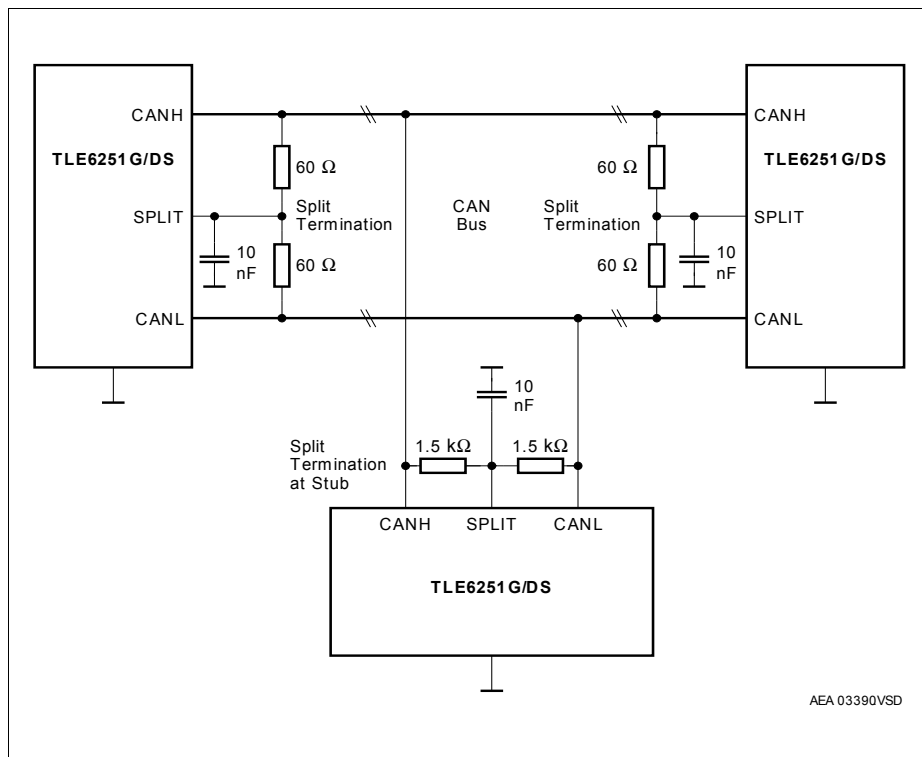 CANH
CANH
TLE6251G/DS
60 Ω
60 Ω
TLE6251G/DS
SPLIT
Split
Termination
CAN
Bus
Split
Termination
SPLIT
10
nF
60 Ω
60 Ω
10
nF
CANL
CANL
10
nF
Split
Termination
at Stub
1.5 kΩ
1.5 kΩ
CANH
SPLIT
CANL
TLE6251G/DS
AEA 03390.VSD